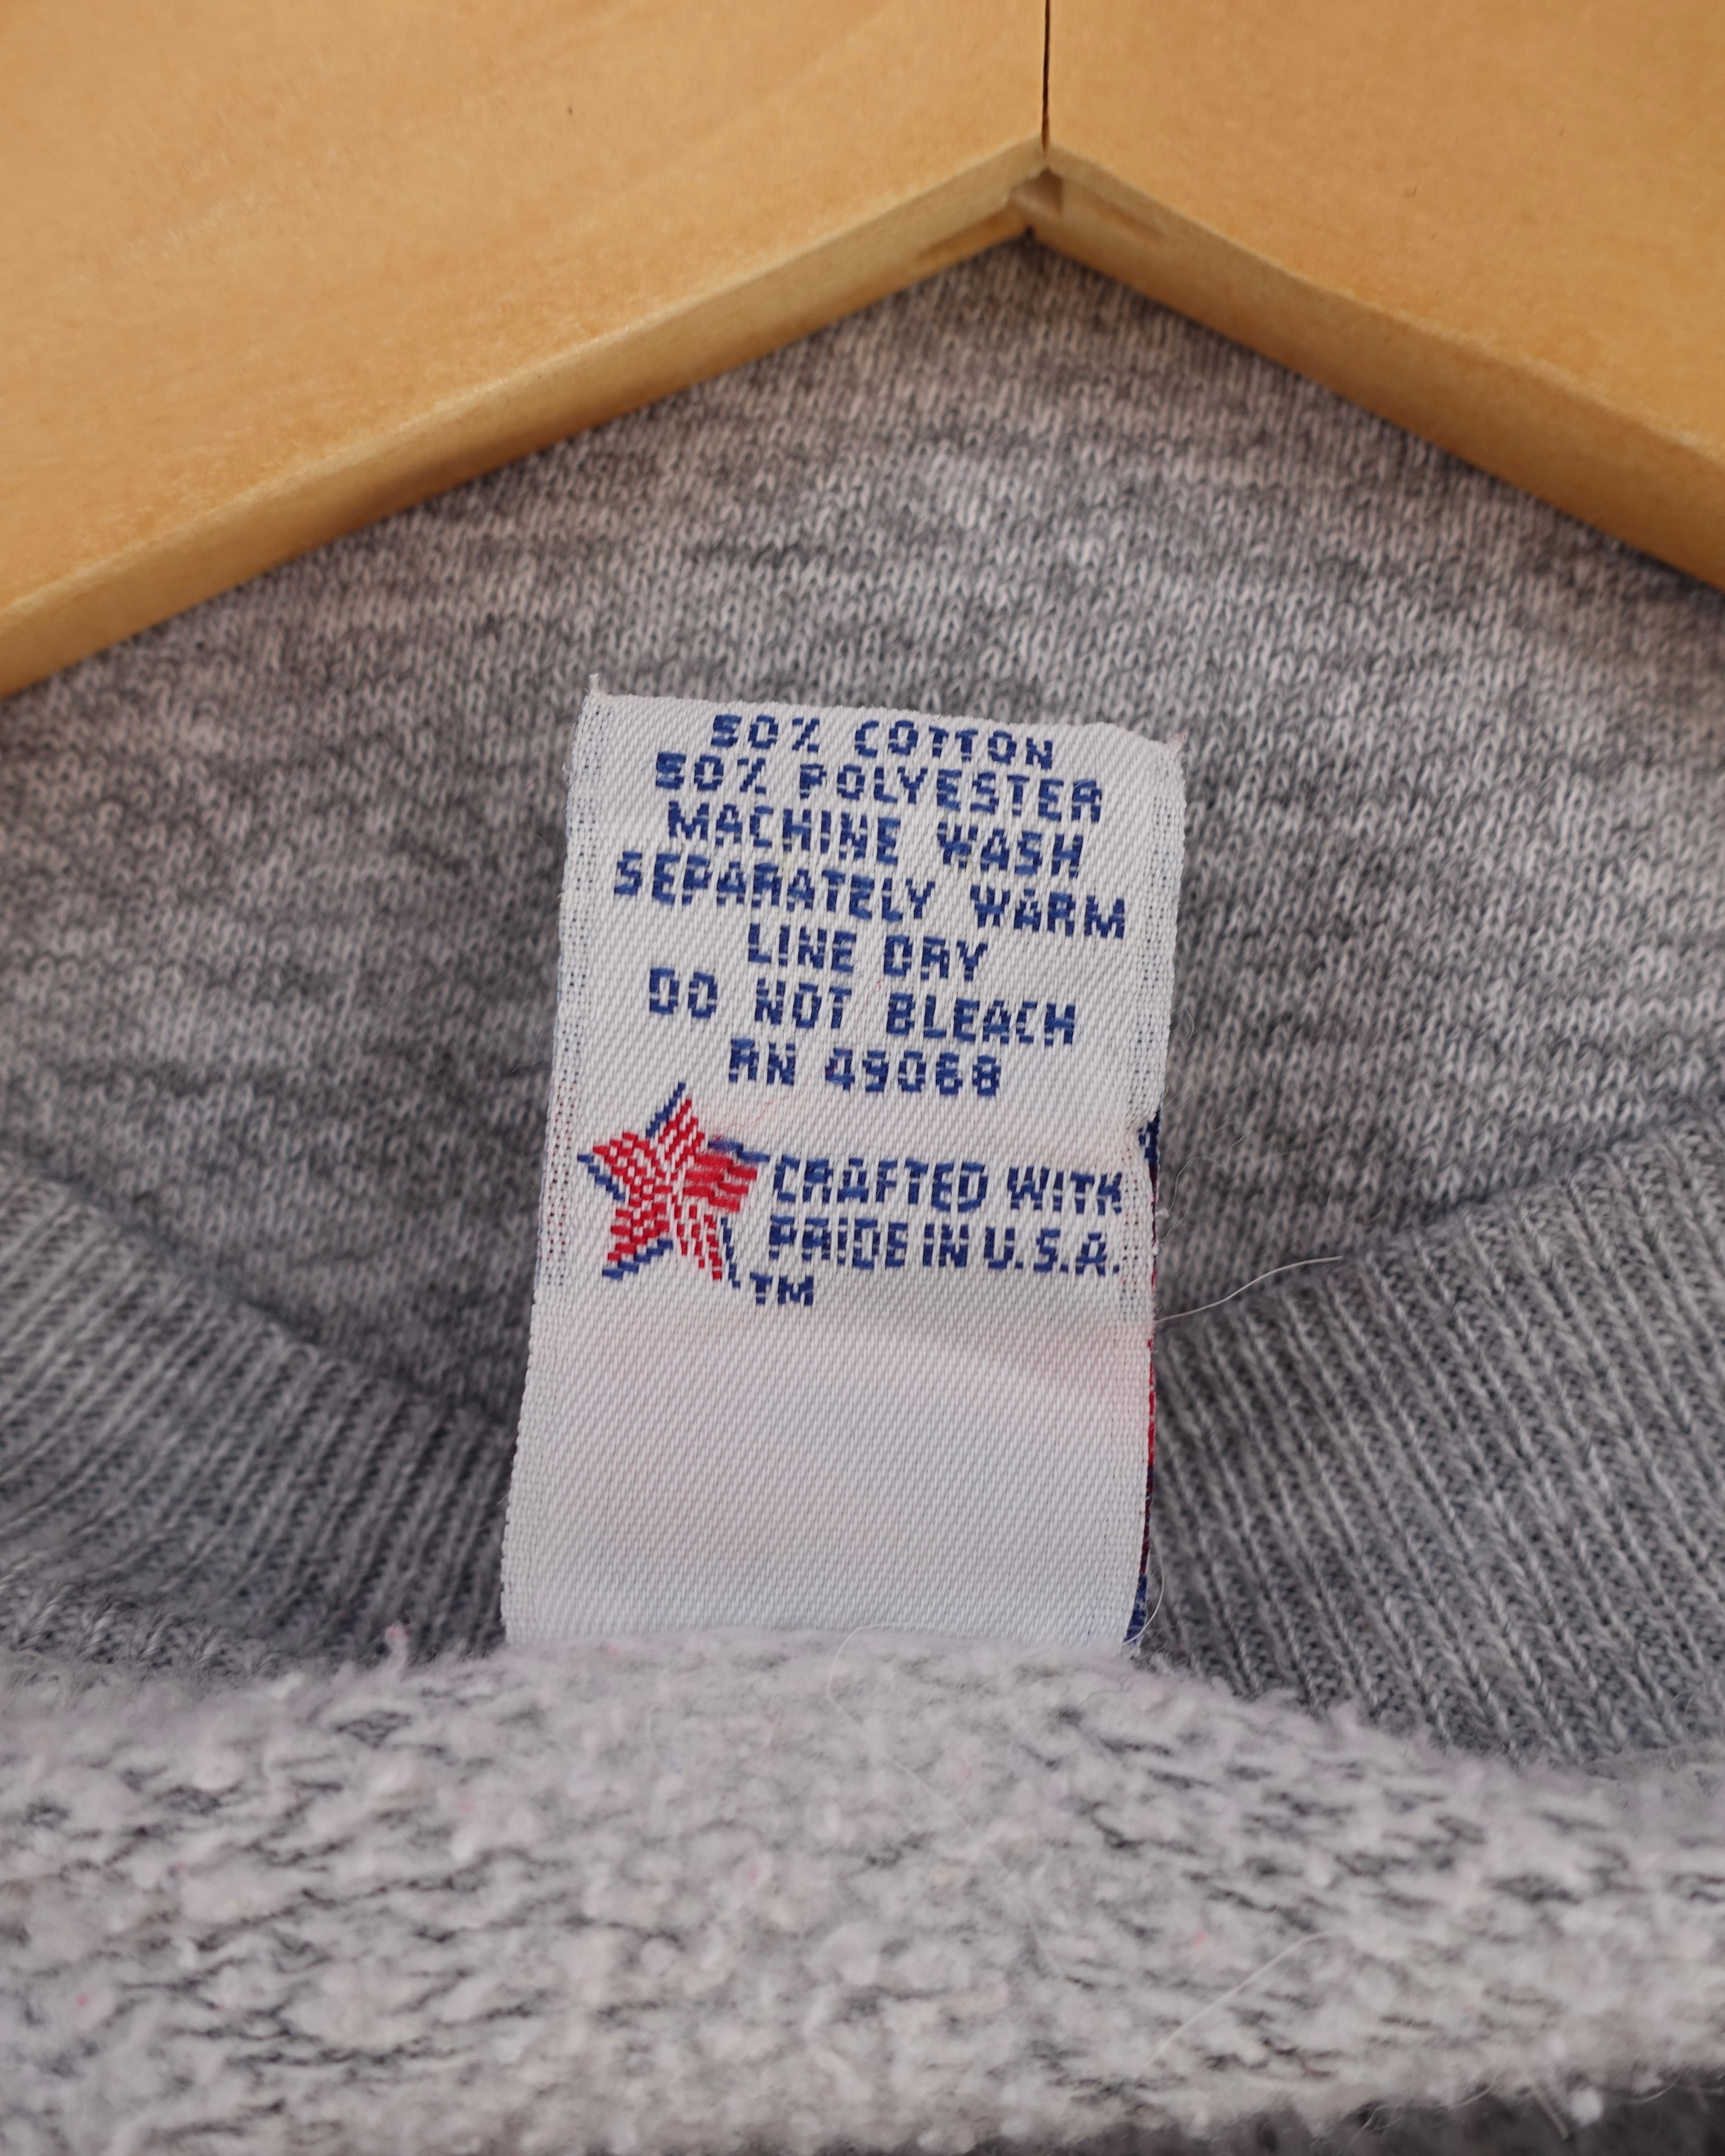 50% COTTON
50% POLYESTER
MACHINE WASH
SEPARATELY WARM
LINE DRY
DO NOT BLEACH
RN 49068
CRAFTED WITH
PRIDE IN U.S.A.
TM